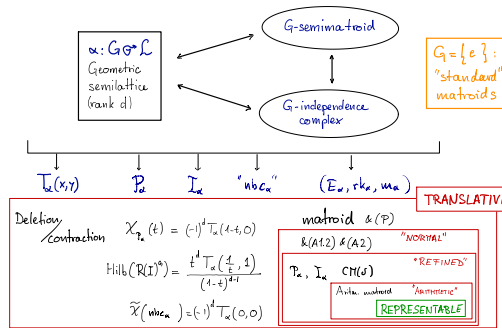 α: G ↻ L
Geometric
semilattice
(rank d)
G-semimatroid
G-independence
complex
G = { e } :
"standard"
matroids
T_α(x,y)
P_α
I_α
"nbc_α"
(E_α, rk_α, m_α)
TRANSLATIV
Deletion/
contraction
χ_{P_α}(t) = (-1)^d T_α(1-t,0)
Hilb(R(I)^a) = t^d T_α(1/t, 1) / (1-t)^{d-1}
χ̃(nbc_α) = (-1)^d T_α(0,0)
matroid &(P)
&(A1.2) &(A2) "NORMAL"
"REFINED"
P_α, I_α CM(s)
Arithm. matroid "ARITHMETIC"
REPRESENTABLE